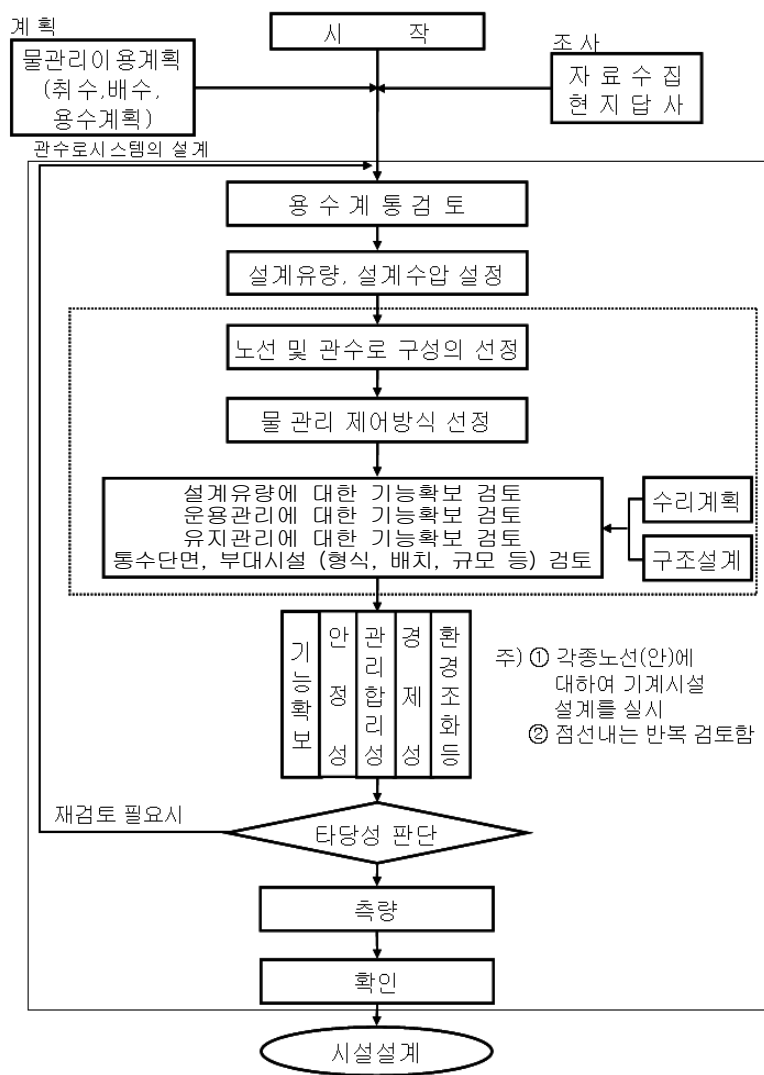 계 획
시 작
조 사
물관리이용계획
(취수,배수,
용수계획)
자 료 수 집
현 지 답 사
관수로시스템의 설계
용 수 계 통 검 토
설계유량, 설계수압 설정
노선 및 관수로 구성의 선정
물 관리 제어방식 선정
설계유량에 대한 기능확보 검토
운용관리에 대한 기능확보 검토
유지관리에 대한 기능확보 검토
통수단면, 부대시설 (형식, 배치, 규모 등) 검토
수리계획
구조설계
기능확보
안 정 성
관리합리성
경 제 성
환경조화등
주) ① 각종노선(안)에
대하여 기계시설
설계를 실시
② 점선내는 반복 검토함
재검토 필요시
타당성 판단
측량
확인
시설설계